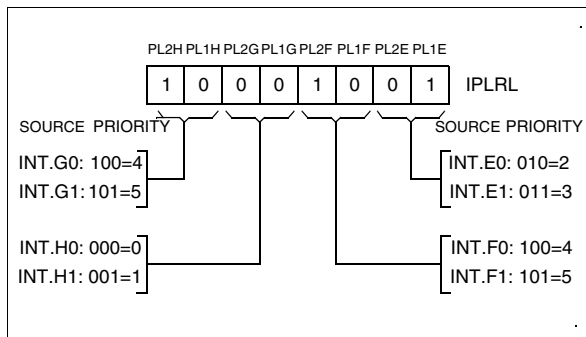 PL2H PL1H PL2G PL1G PL2F PL1F PL2E PL1E
1 0 0 0 1 0 0 1 IPLRL
SOURCE PRIORITY SOURCE PRIORITY
INT.G0: 100=4 INT.E0: 010=2
INT.G1: 101=5 INT.E1: 011=3
INT.H0: 000=0 INT.F0: 100=4
INT.H1: 001=1 INT.F1: 101=5